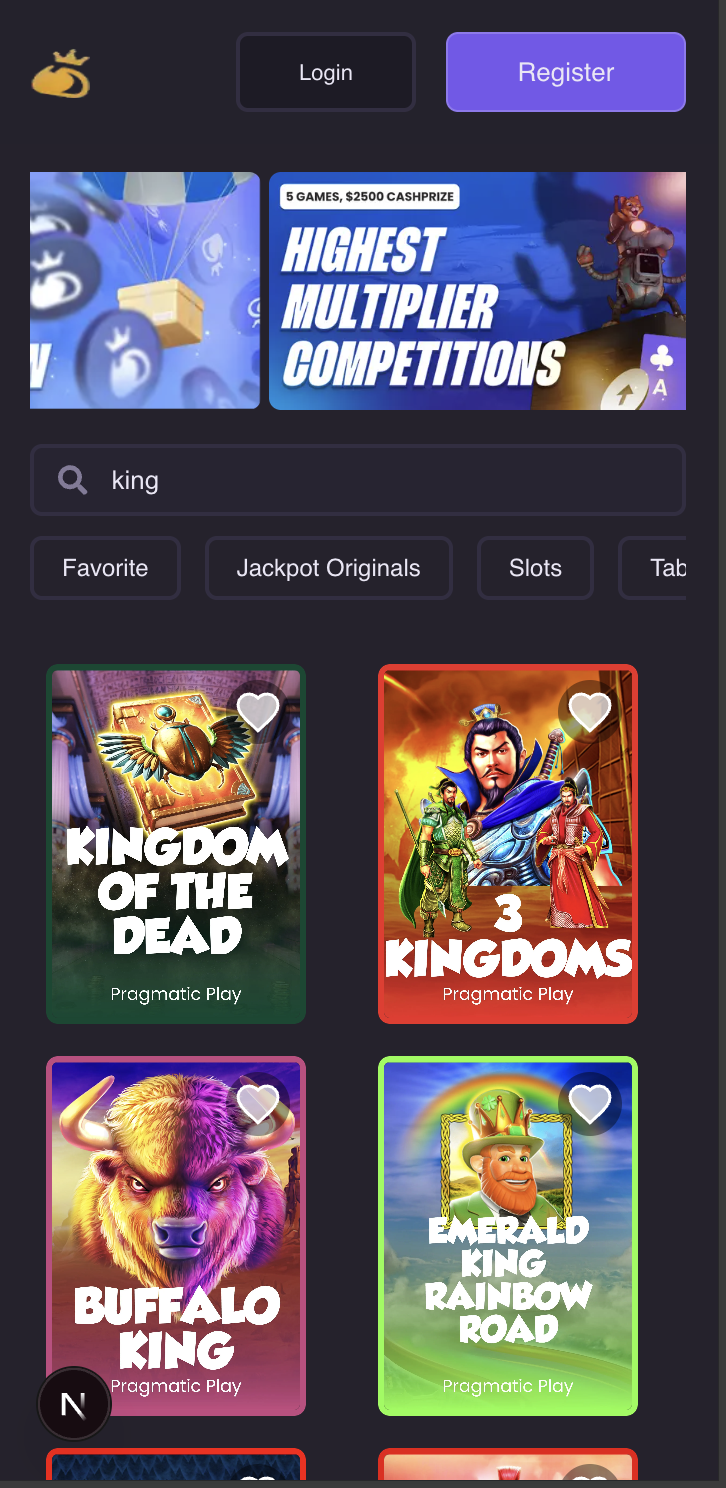 Login
Register
5 GAMES, $2500 CASHPRIZE
HIGHEST
MULTIPLIER
COMPETITIONS
A
king
Favorite
Jackpot Originals
Slots
Tab
KINGDOM
OF THE
DEAD
Pragmatic Play
3
KINGDOMS
Pragmatic Play
BUFFALO
KING
Pragmatic Play
EMERALD
KING
RAINBOW
ROAD
Pragmatic Play
N